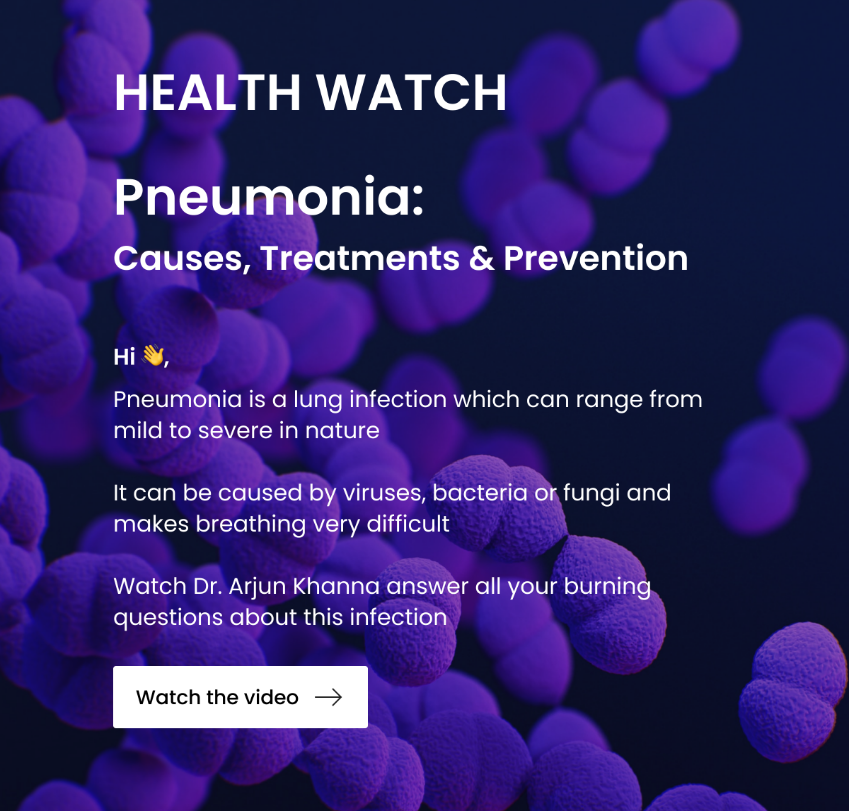 HEALTH WATCH
Pneumonia:
Causes, Treatments & Prevention
Hi 👋,
Pneumonia is a lung infection which can range from
mild to severe in nature
It can be caused by viruses, bacteria or fungi and
makes breathing very difficult
Watch Dr. Arjun Khanna answer all your burning
questions about this infection
Watch the video →